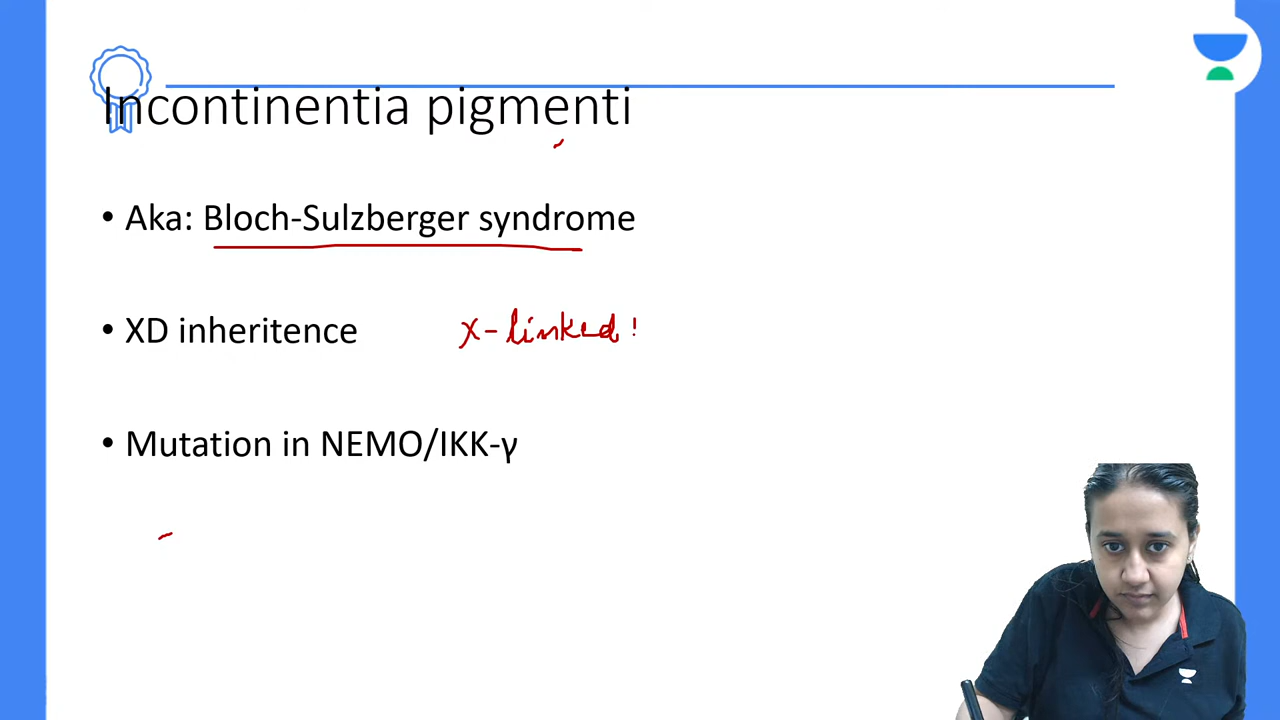 Incontinentia pigmenti
• Aka: Bloch-Sulzberger syndrome
• XD inheritence X-linked !
• Mutation in NEMO/IKK-γ